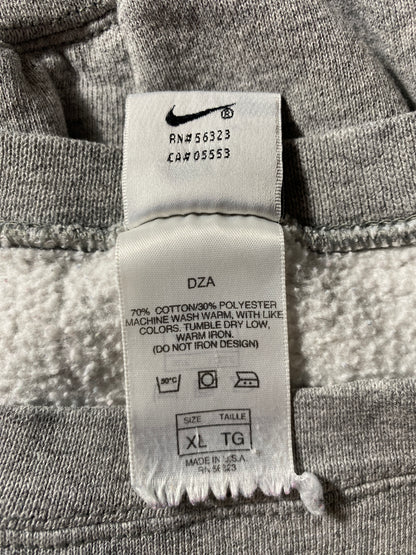 ®
RN#56323
CA#05553
DZA
70% COTTON/30% POLYESTER
MACHINE WASH WARM, WITH LIKE
COLORS. TUMBLE DRY LOW,
WARM IRON.
(DO NOT IRON DESIGN)
30°C
SIZE TAILLE
XL TG
MADE IN U.S.A.
RN 56323